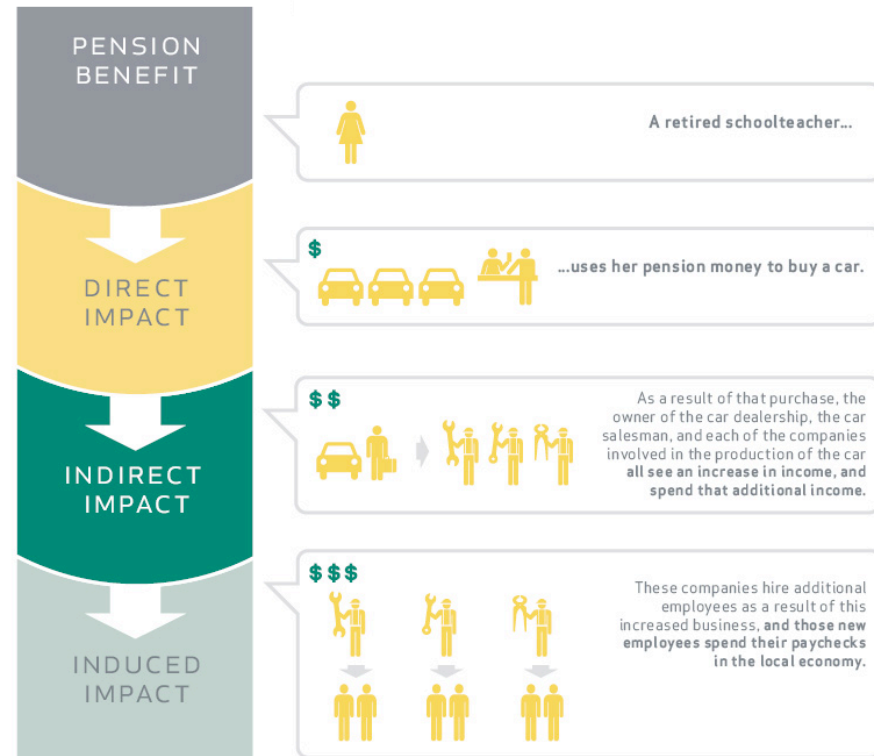 PENSION
BENEFIT
A retired schoolteacher...
DIRECT
IMPACT
$
...uses her pension money to buy a car.
INDIRECT
IMPACT
$$
As a result of that purchase, the
owner of the car dealership, the car
salesman, and each of the companies
involved in the production of the car
all see an increase in income, and
spend that additional income.
INDUCED
IMPACT
$$$
These companies hire additional
employees as a result of this
increased business, and those new
employees spend their paychecks
in the local economy.